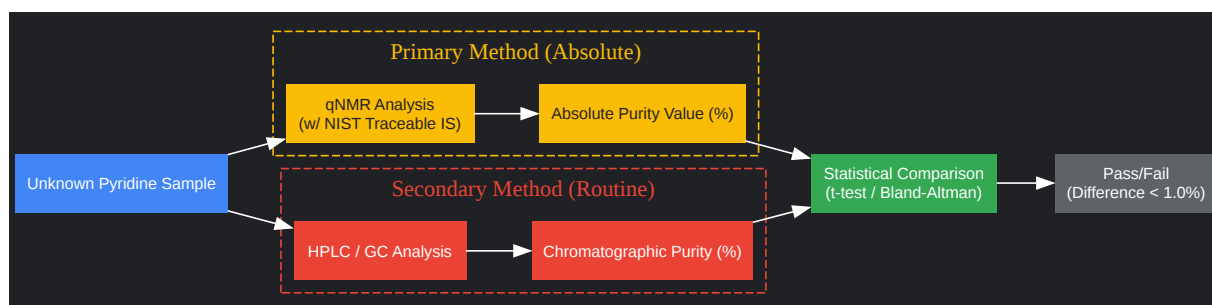 Unknown Pyridine Sample
Primary Method (Absolute)
qNMR Analysis
(w/ NIST Traceable IS)
Absolute Purity Value (%)
Secondary Method (Routine)
HPLC / GC Analysis
Chromatographic Purity (%)
Statistical Comparison
(t-test / Bland-Altman)
Pass/Fail
(Difference < 1.0%)